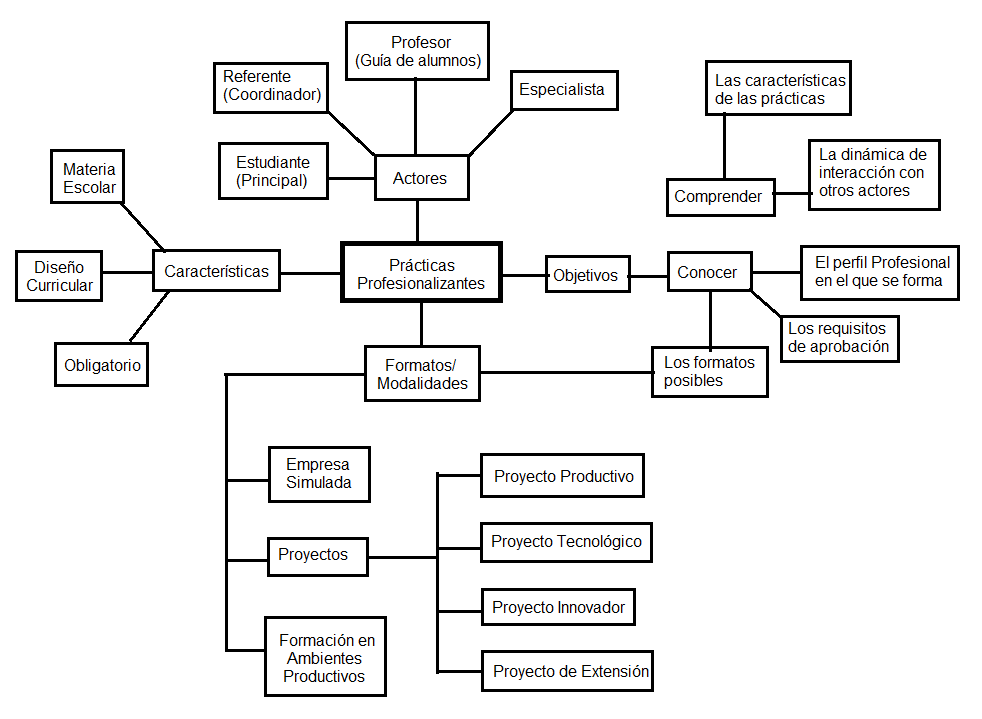 Profesor
(Guía de alumnos)
Referente
(Coordinador)
Especialista
Estudiante
(Principal)
Actores
Las características
de las prácticas
La dinámica de
interacción con
otros actores
Comprender
Materia
Escolar
Diseño
Curricular
Características
Obligatorio
Prácticas
Profesionalizantes
Objetivos
Conocer
El perfil Profesional
en el que se forma
Los requisitos
de aprobación
Los formatos
posibles
Formatos/
Modalidades
Empresa
Simulada
Proyectos
Formación en
Ambientes
Productivos
Proyecto Productivo
Proyecto Tecnológico
Proyecto Innovador
Proyecto de Extensión